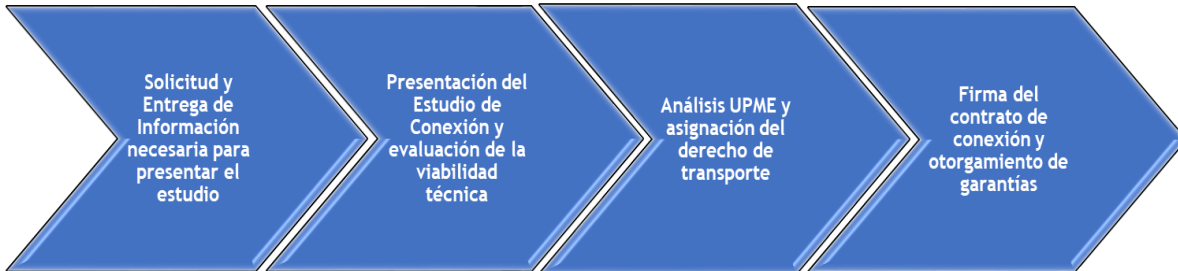 Solicitud y
Entrega de
Información
necesaria para
presentar el
estudio
Presentación del
Estudio de
Conexión y
evaluación de la
viabilidad
técnica
Análisis UPME y
asignación del
derecho de
transporte
Firma del
contrato de
conexión y
otorgamiento de
garantías